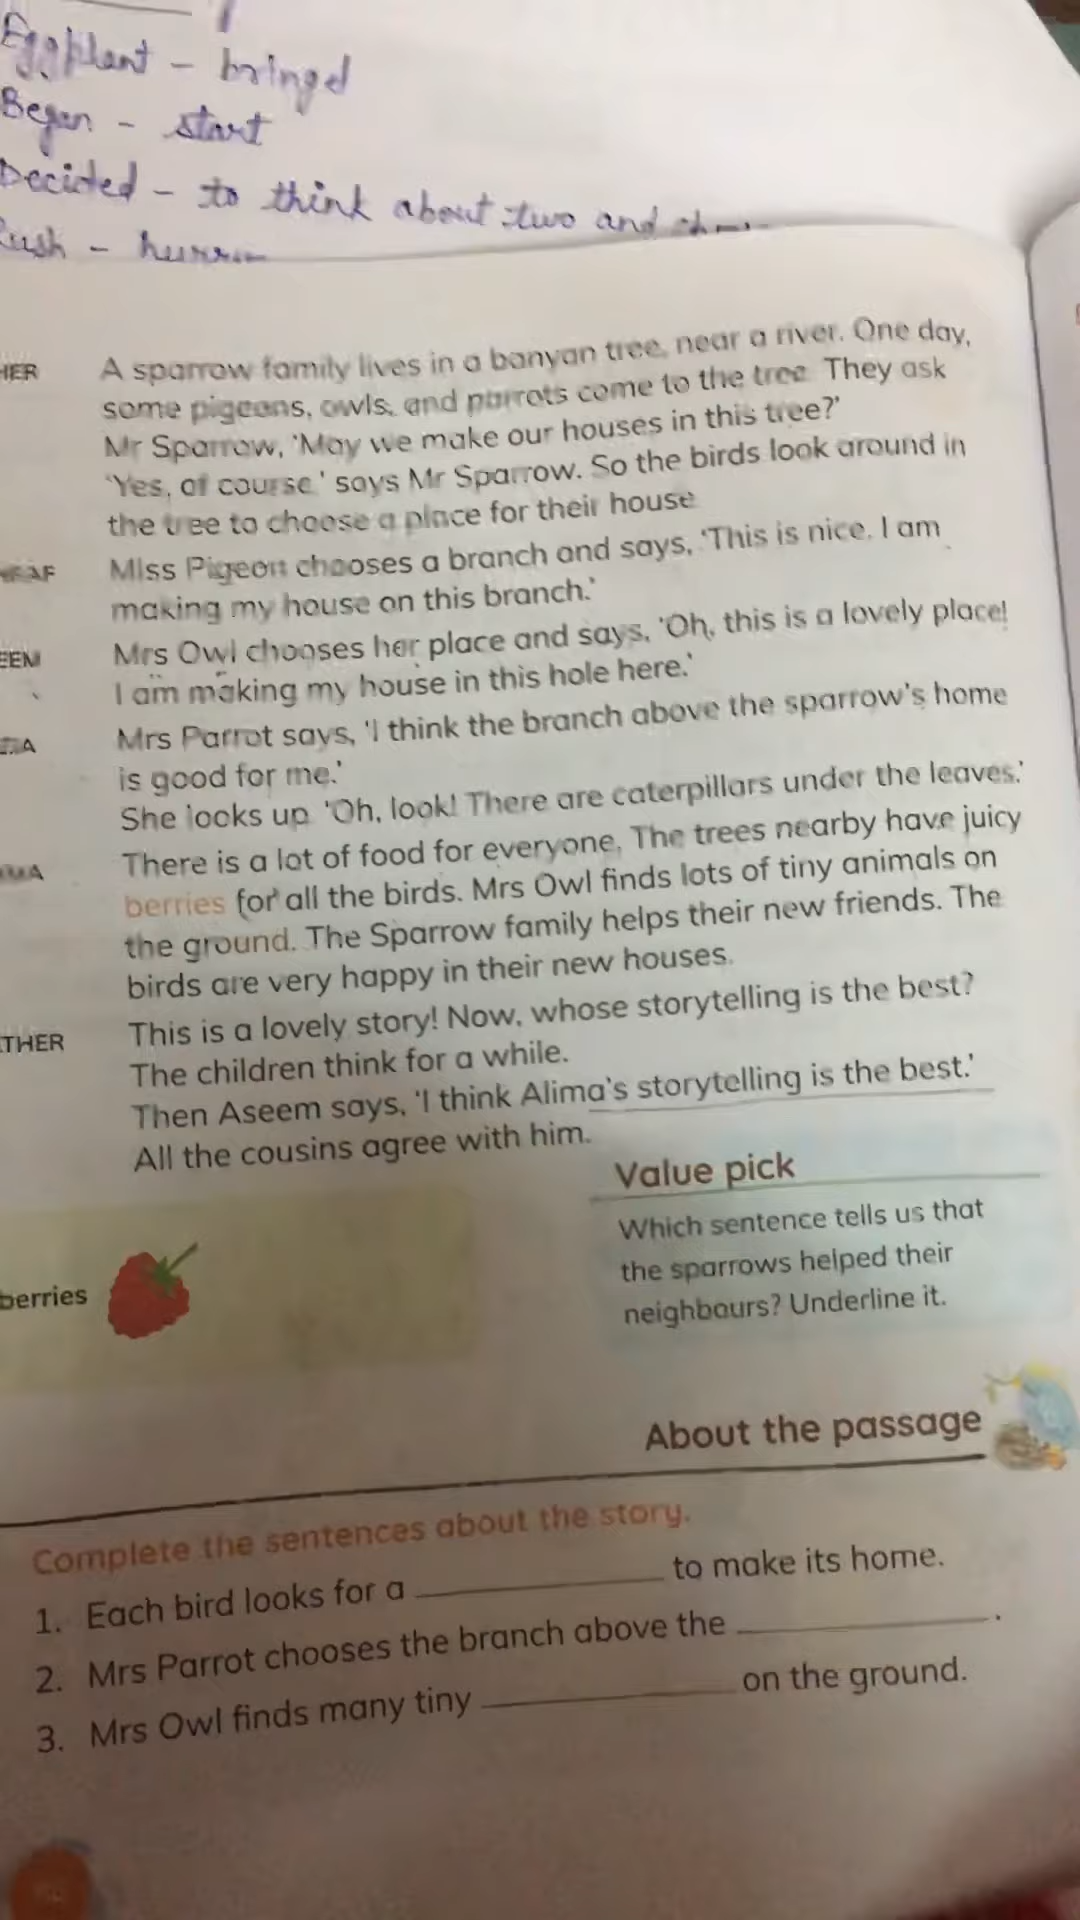 Eggplant - bringel
Began - start
Decided - to think about two and
Rush -
HER A sparrow family lives in a banyan tree, near a river. One day,
some pigeons, owls, and parrots come to the tree. They ask
Mr Sparrow, 'May we make our houses in this tree?'
'Yes, of course,' says Mr Sparrow. So the birds look around in
the tree to choose a place for their house.
RAF Miss Pigeon chooses a branch and says, 'This is nice. I am
making my house on this branch.'
EEM Mrs Owl chooses her place and says, 'Oh, this is a lovely place!
I am making my house in this hole here.'
Mrs Parrot says, 'I think the branch above the sparrow's home
is good for me.'
She looks up. 'Oh, look! There are caterpillars under the leaves.'
MA There is a lot of food for everyone. The trees nearby have juicy
berries for all the birds. Mrs Owl finds lots of tiny animals on
the ground. The Sparrow family helps their new friends. The
birds are very happy in their new houses.
THER This is a lovely story! Now, whose storytelling is the best?
The children think for a while.
Then Aseem says, 'I think Alima's storytelling is the best.'
All the cousins agree with him.
Value pick
Which sentence tells us that
the sparrows helped their
neighbours? Underline it.
berries
About the passage
Complete the sentences about the story.
1. Each bird looks for a ____________ to make its home.
2. Mrs Parrot chooses the branch above the ____________.
3. Mrs Owl finds many tiny ____________ on the ground.